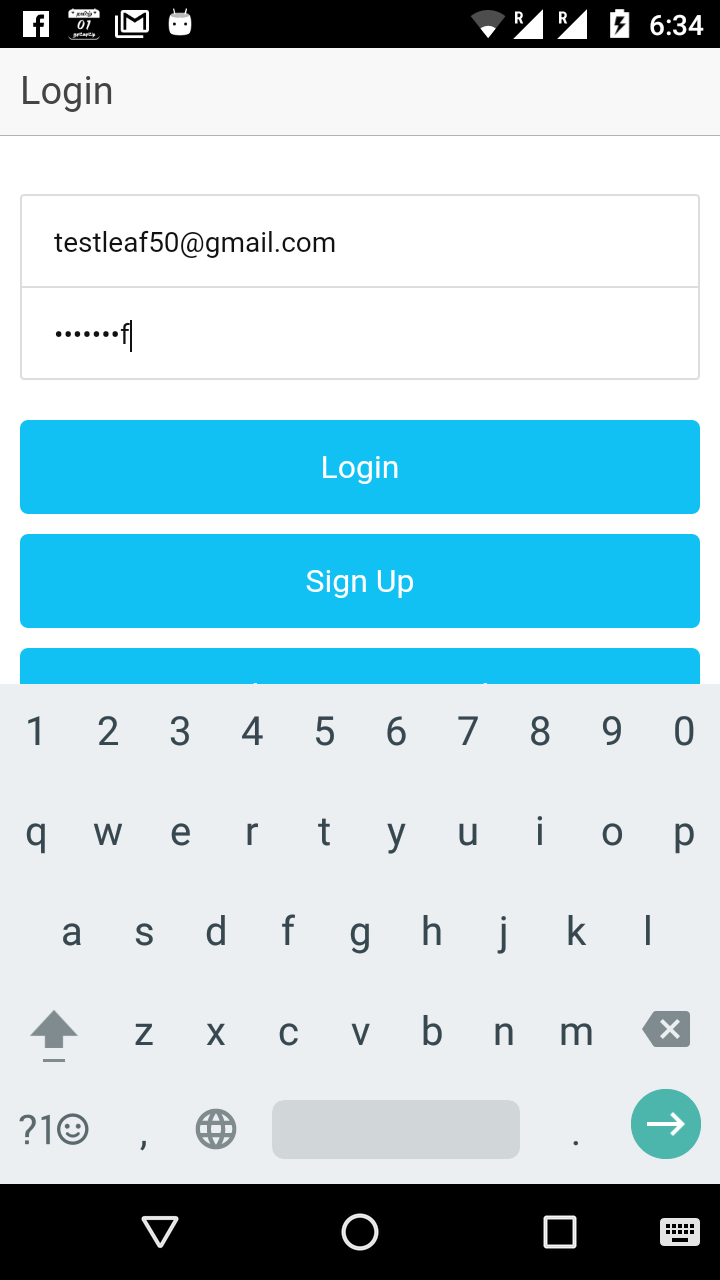 6:34
Login
testleaf50@gmail.com
•••••••f
Login
Sign Up
1 2 3 4 5 6 7 8 9 0
q w e r t y u i o p
a s d f g h j k l
z x c v b n m
?1☺ , .